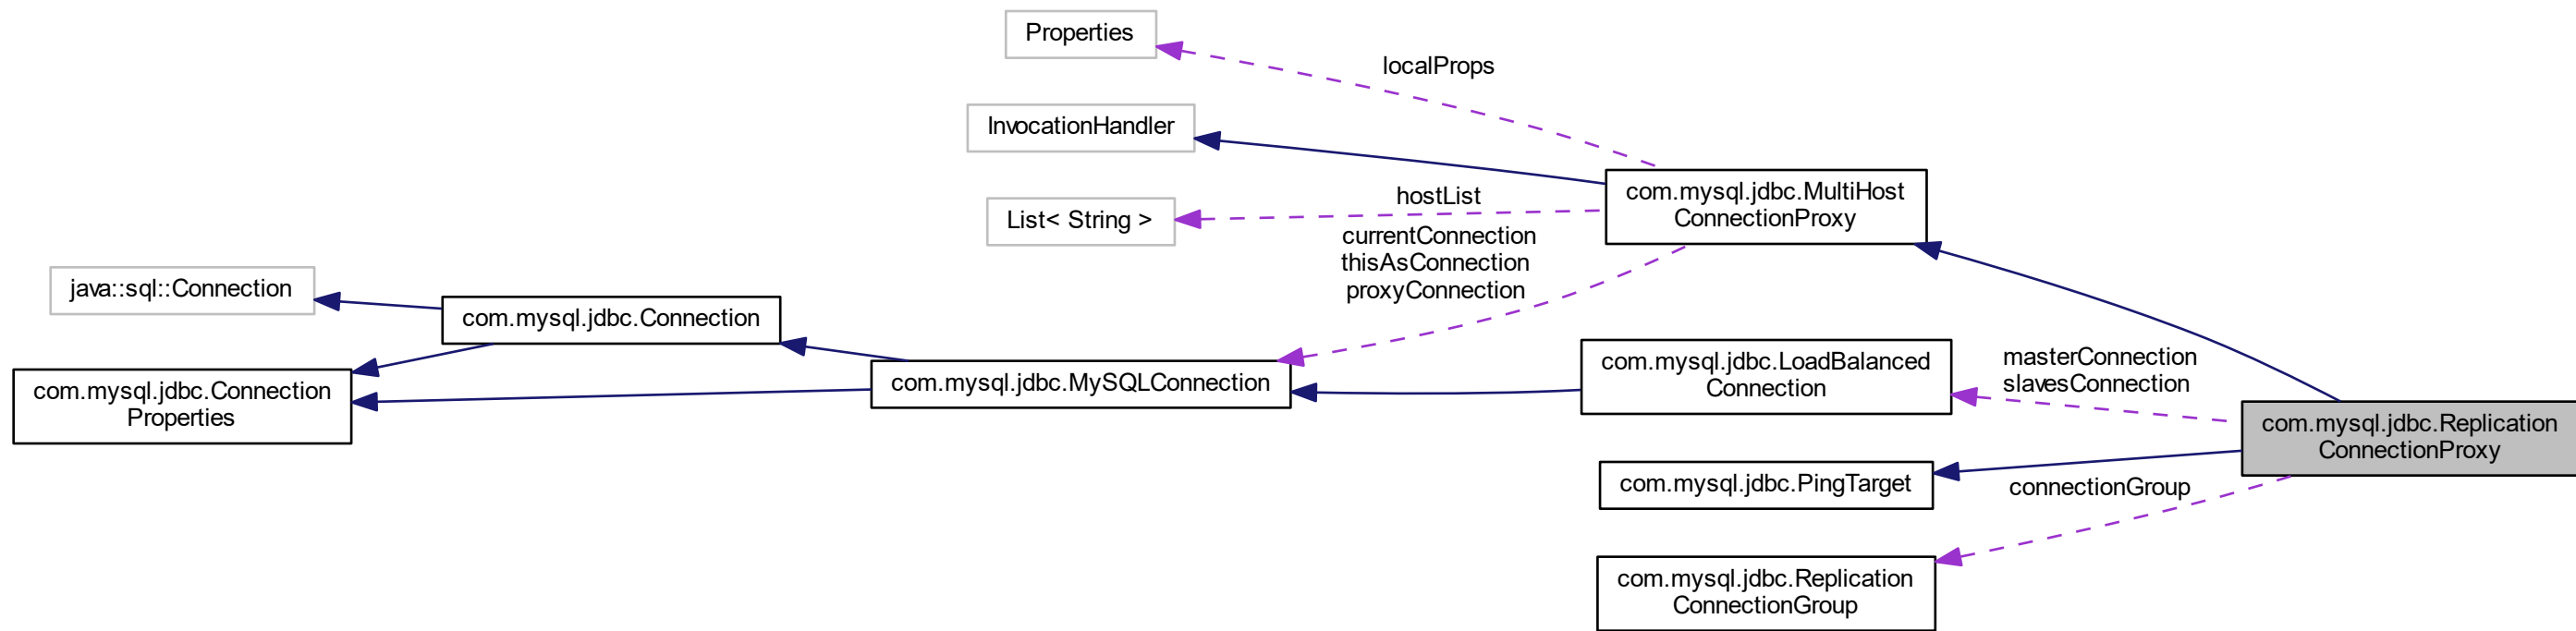 Properties
localProps
InvocationHandler
com.mysql.jdbc.MultiHost
ConnectionProxy
hostList
List< String >
currentConnection
thisAsConnection
proxyConnection
java::sql::Connection
com.mysql.jdbc.Connection
com.mysql.jdbc.LoadBalanced
Connection
masterConnection
slavesConnection
com.mysql.jdbc.MySQLConnection
com.mysql.jdbc.Connection
Properties
com.mysql.jdbc.Replication
ConnectionProxy
com.mysql.jdbc.PingTarget
connectionGroup
com.mysql.jdbc.Replication
ConnectionGroup